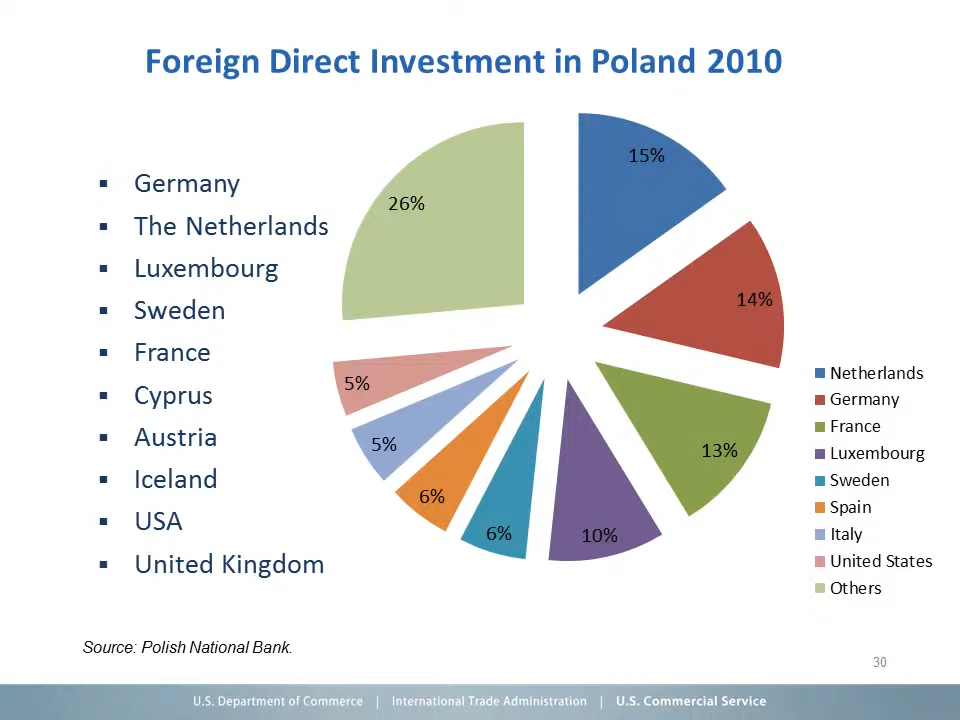 Foreign Direct Investment in Poland 2010
▪ Germany
▪ The Netherlands
▪ Luxembourg
▪ Sweden
▪ France
▪ Cyprus
▪ Austria
▪ Iceland
▪ USA
▪ United Kingdom
15%
14%
13%
10%
6%
6%
5%
5%
26%
Netherlands
Germany
France
Luxembourg
Sweden
Spain
Italy
United States
Others
Source: Polish National Bank.
30
U.S. Department of Commerce | International Trade Administration | U.S. Commercial Service